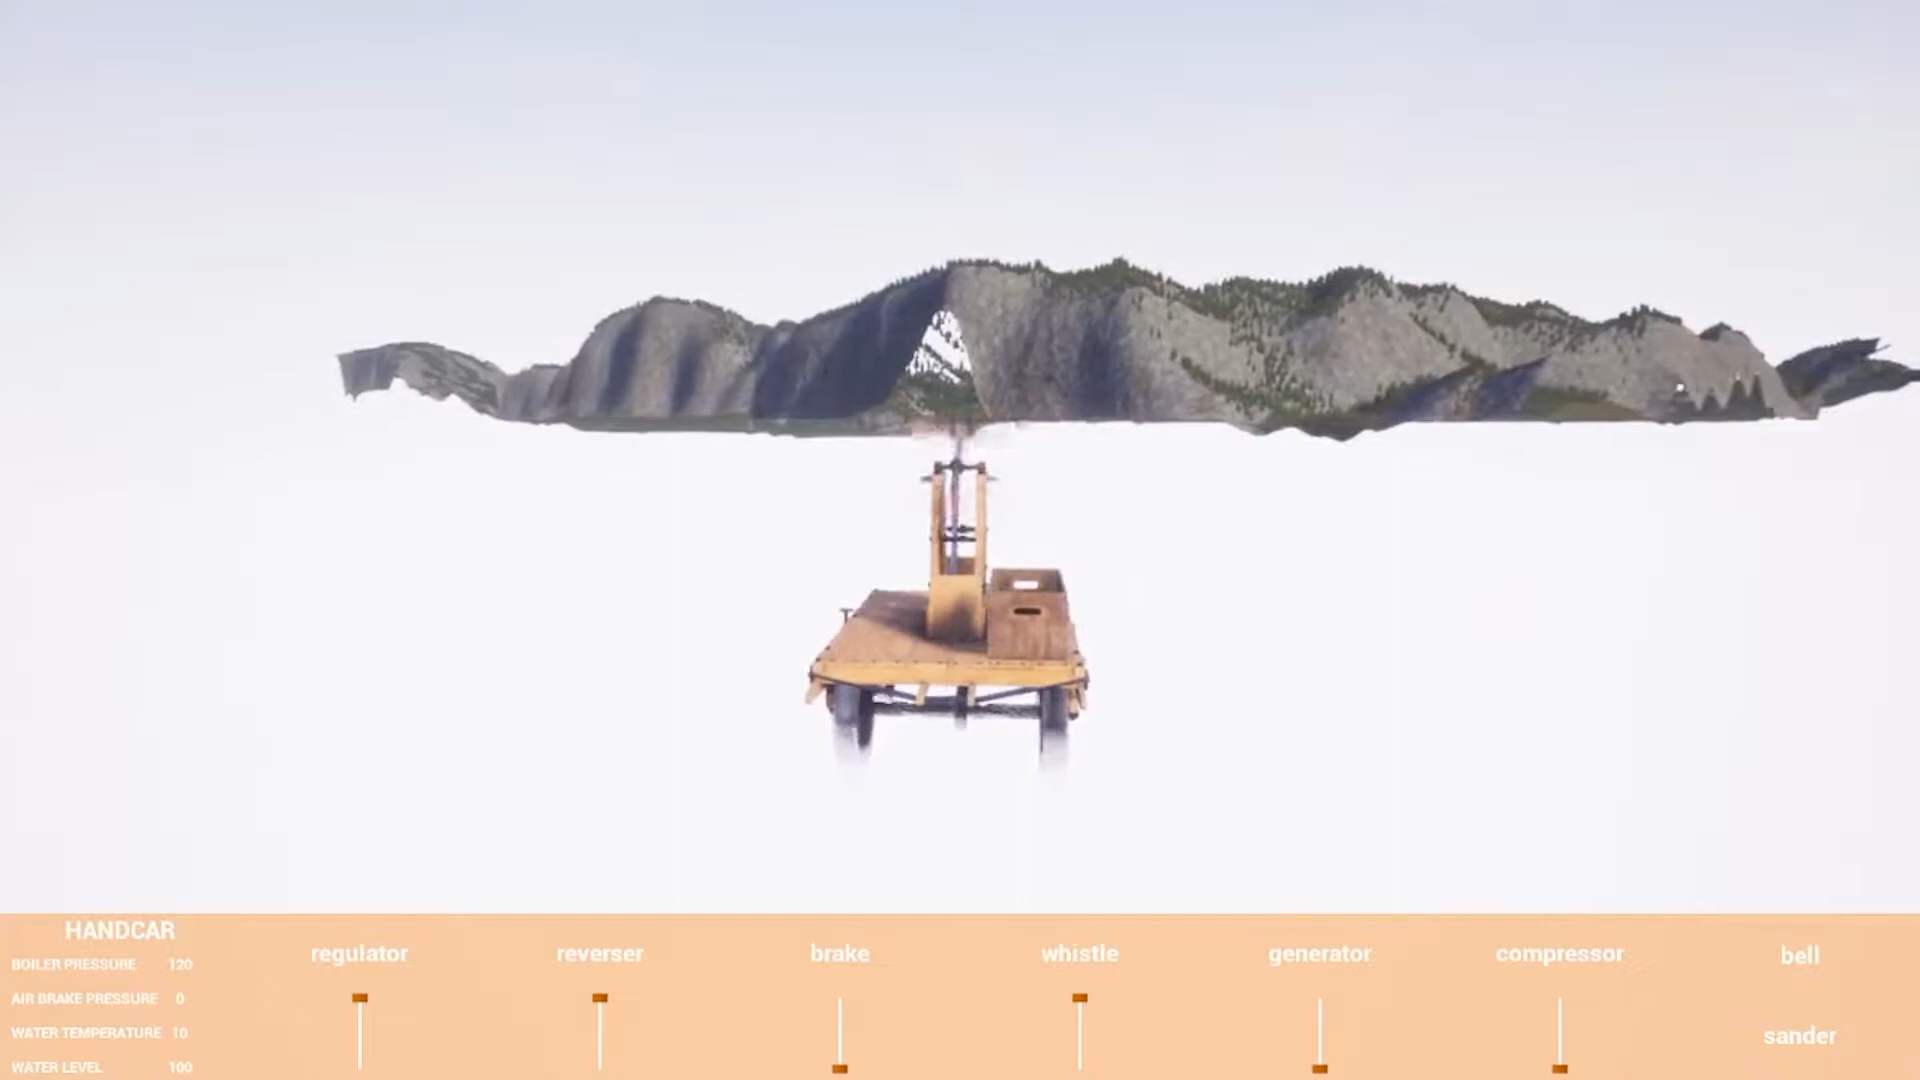 HANDCAR
BOILER PRESSURE 120
AIR BRAKE PRESSURE 0
WATER TEMPERATURE 10
WATER LEVEL 100
regulator
reverser
brake
whistle
generator
compressor
bell
sander